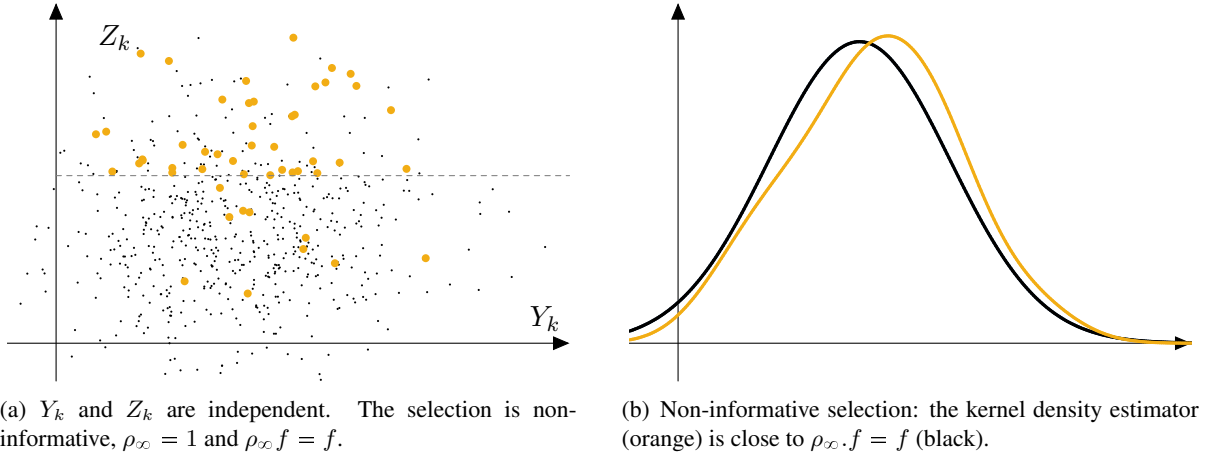 Z_k
Y_k
(a) Y_k and Z_k are independent. The selection is non-
informative, ρ_∞ = 1 and ρ_∞ f = f.
(b) Non-informative selection: the kernel density estimator
(orange) is close to ρ_∞.f = f (black).